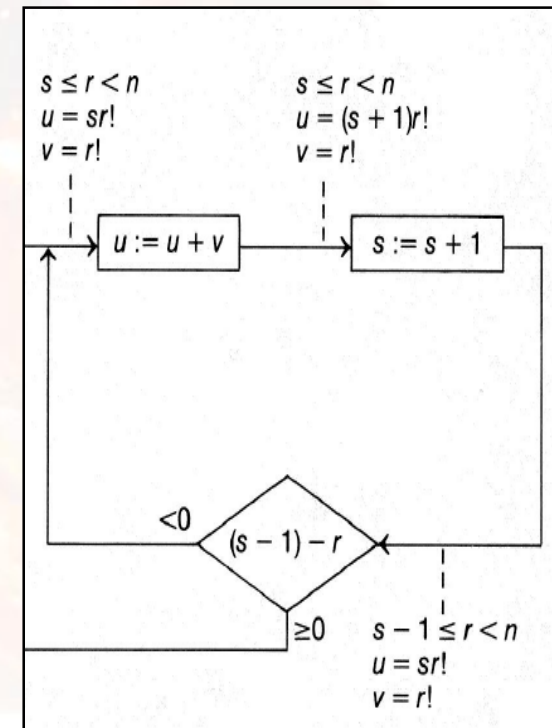 s ≤ r < n
u = sr!
v = r!
s ≤ r < n
u = (s + 1)r!
v = r!
u := u + v
s := s + 1
<0
(s − 1) − r
≥0
s − 1 ≤ r < n
u = sr!
v = r!